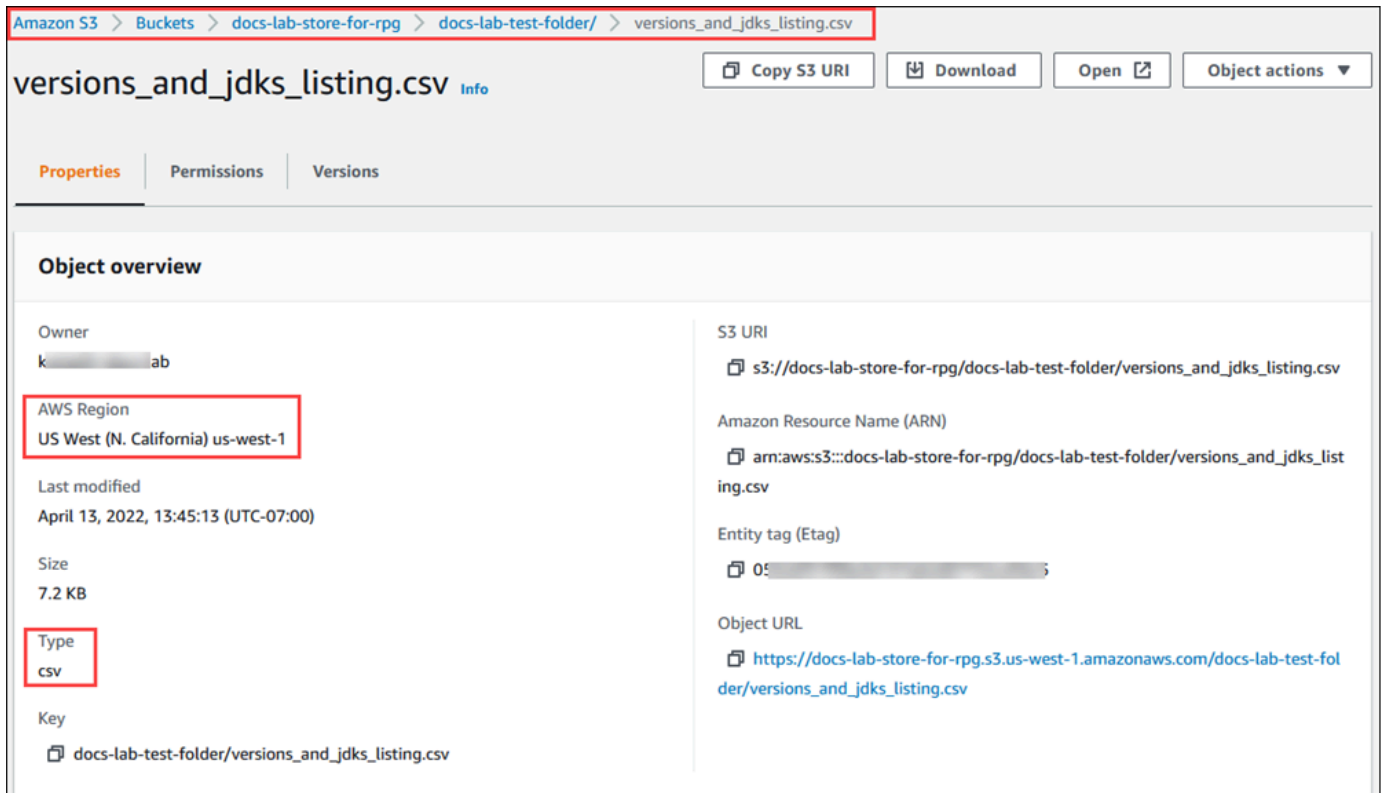 Amazon S3 > Buckets > docs-lab-store-for-rpg > docs-lab-test-folder/ > versions_and_jdks_listing.csv
versions_and_jdks_listing.csv Info
Copy S3 URI Download Open Object actions ▼
Properties Permissions Versions
Object overview
Owner
AWS Region
US West (N. California) us-west-1
Last modified
April 13, 2022, 13:45:13 (UTC-07:00)
Size
7.2 KB
Type
csv
Key
docs-lab-test-folder/versions_and_jdks_listing.csv
S3 URI
s3://docs-lab-store-for-rpg/docs-lab-test-folder/versions_and_jdks_listing.csv
Amazon Resource Name (ARN)
arn:aws:s3:::docs-lab-store-for-rpg/docs-lab-test-folder/versions_and_jdks_list
ing.csv
Entity tag (Etag)
Object URL
https://docs-lab-store-for-rpg.s3.us-west-1.amazonaws.com/docs-lab-test-fol
der/versions_and_jdks_listing.csv